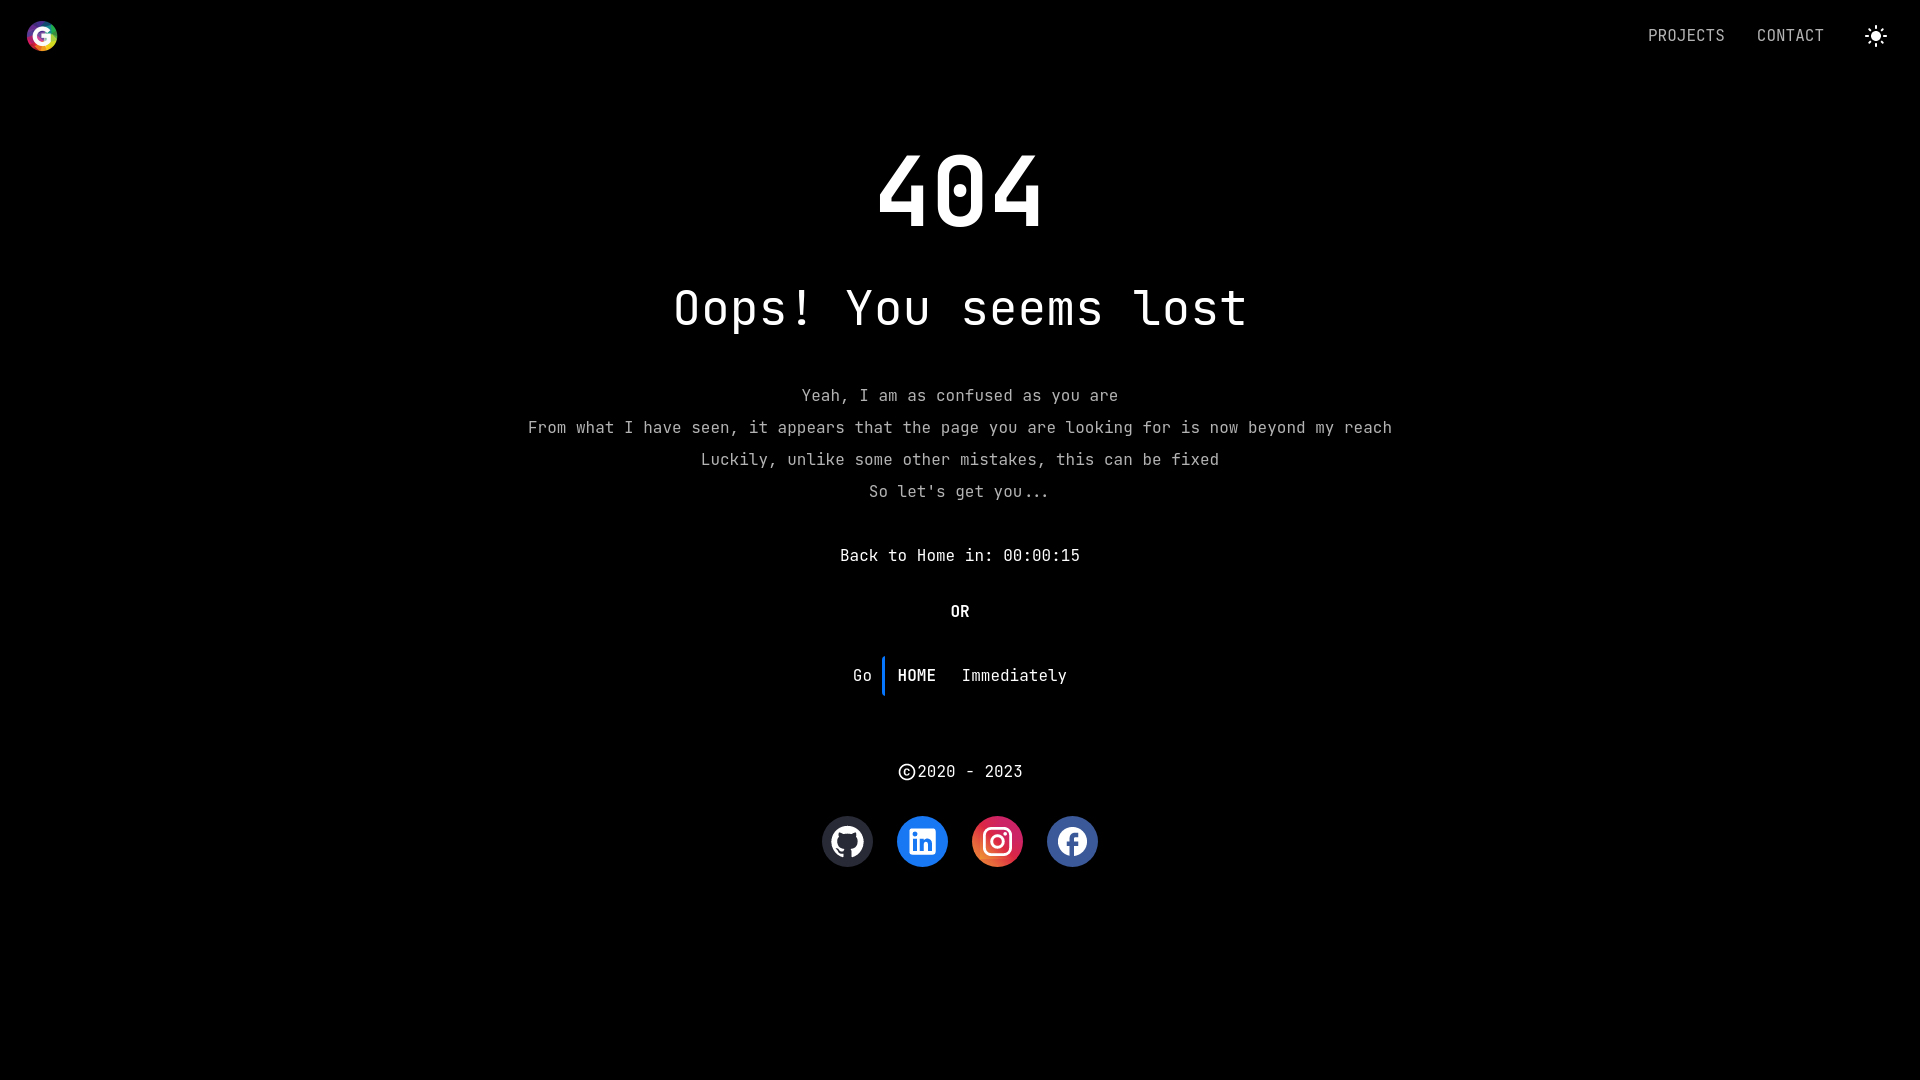 G
PROJECTS CONTACT
404
Oops! You seems lost
Yeah, I am as confused as you are
From what I have seen, it appears that the page you are looking for is now beyond my reach
Luckily, unlike some other mistakes, this can be fixed
So let's get you...
Back to Home in: 00:00:15
OR
Go HOME Immediately
©2020 - 2023